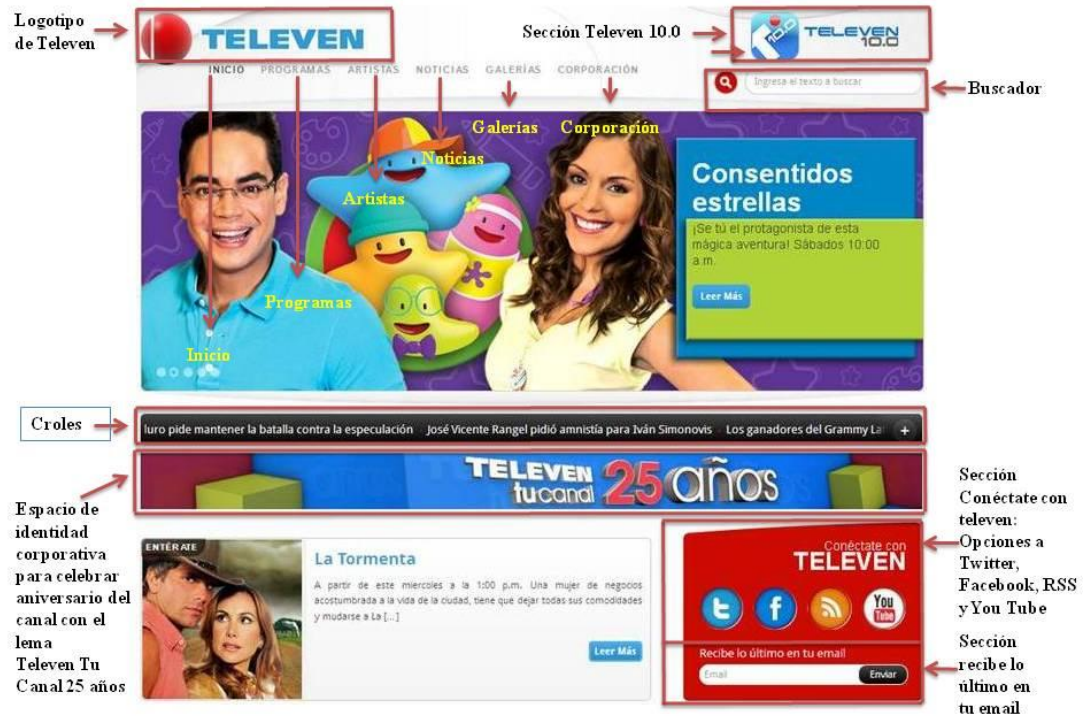 Logotipo
de Televen
TELEVEN
Sección Televen 10.0
10.0
TELEVEN
10.0
INICIO PROGRAMAS ARTISTAS NOTICIAS GALERÍAS CORPORACIÓN
Ingresa el texto a buscar
Buscador
Galerías
Corporación
Noticias
Artistas
Programas
Inicio
Consentidos
estrellas
¡Se tú el protagonista de esta
mágica aventura! Sábados 10:00
a.m.
Leer Más
Croles
luro pide mantener la batalla contra la especulación José Vicente Rangel pidió amnistía para Iván Simonovis Los ganadores del Grammy La
+
TELEVEN
tu canal
25 años
Espacio de
identidad
corporativa
para celebrar
aniversario del
canal con el
lema
Televen Tu
Canal 25 años
ENTÉRATE
La Tormenta
A partir de este miercoles a la 1:00 p.m. Una mujer de negocios
acostumbrada a la vida de la ciudad, tiene que dejar todas sus comodidades
y mudarse a La [...]
Leer Más
Conéctate con
TELEVEN
You
Tube
Recibe lo último en tu email
Email
Enviar
Sección
Conéctate con
televen:
Opciones a
Twitter,
Facebook, RSS
y You Tube
Sección
recibe lo
último en
tu email